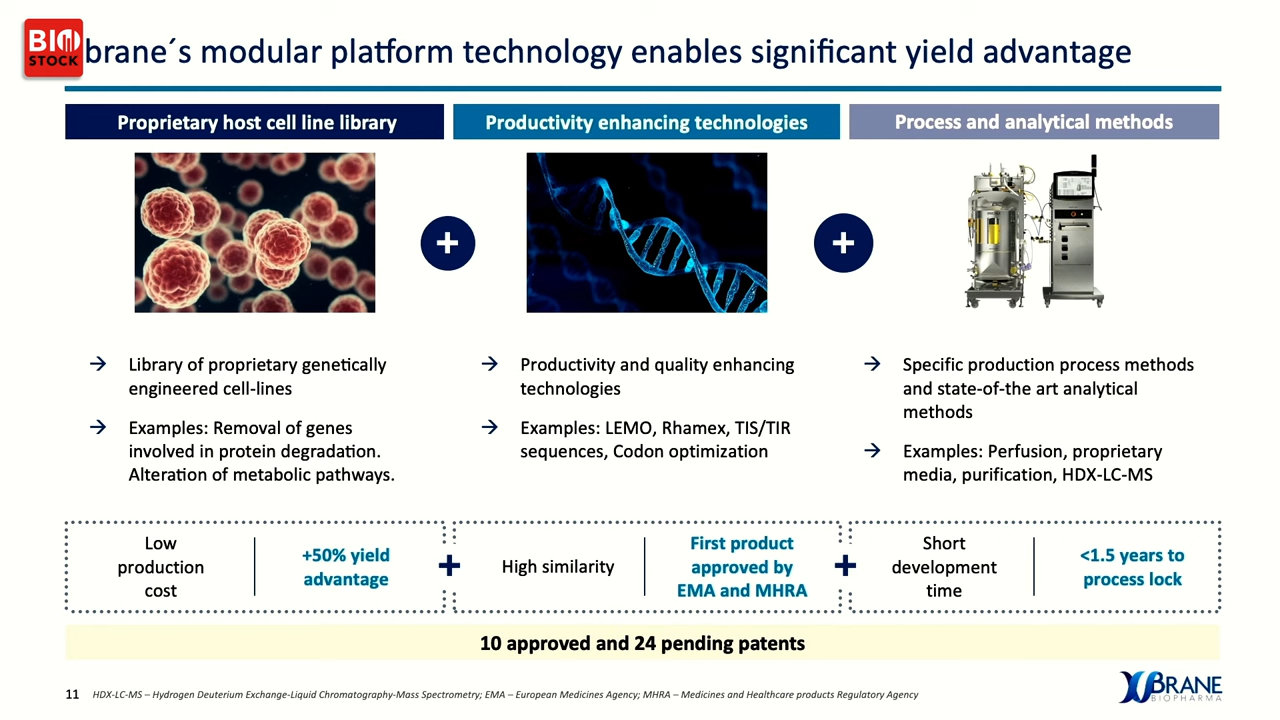 BIO
STOCK
brane´s modular platform technology enables significant yield advantage
Proprietary host cell line library
Productivity enhancing technologies
Process and analytical methods
+
+
→ Library of proprietary genetically
engineered cell-lines
→ Examples: Removal of genes
involved in protein degradation.
Alteration of metabolic pathways.
→ Productivity and quality enhancing
technologies
→ Examples: LEMO, Rhamex, TIS/TIR
sequences, Codon optimization
→ Specific production process methods
and state-of-the art analytical
methods
→ Examples: Perfusion, proprietary
media, purification, HDX-LC-MS
Low
production
cost
+50% yield
advantage
+
High similarity
First product
approved by
EMA and MHRA
+
Short
development
time
<1.5 years to
process lock
10 approved and 24 pending patents
11
HDX-LC-MS – Hydrogen Deuterium Exchange-Liquid Chromatography-Mass Spectrometry; EMA – European Medicines Agency; MHRA – Medicines and Healthcare products Regulatory Agency
XBRANE
BIOPHARMA